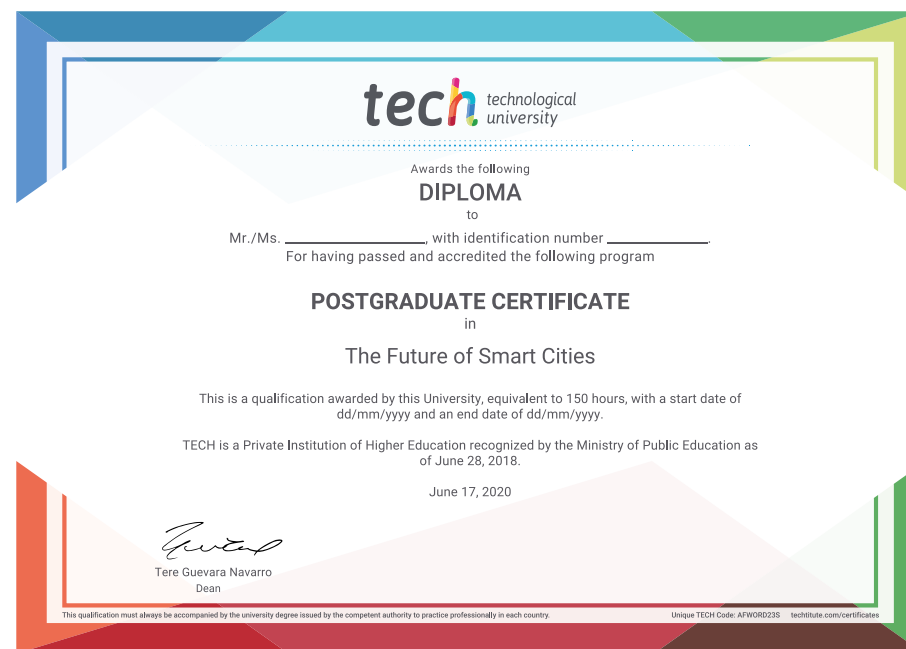 tech technological
university
Awards the following
DIPLOMA
to
Mr./Ms. ____________, with identification number ____________.
For having passed and accredited the following program
POSTGRADUATE CERTIFICATE
in
The Future of Smart Cities
This is a qualification awarded by this University, equivalent to 150 hours, with a start date of
dd/mm/yyyy and an end date of dd/mm/yyyy.
TECH is a Private Institution of Higher Education recognized by the Ministry of Public Education as
of June 28, 2018.
June 17, 2020
Tere Guevara Navarro
Dean
This qualification must always be accompanied by the university degree issued by the competent authority to practice professionally in each country. Unique TECH Code: AFWORD23S techtitute.com/certificates